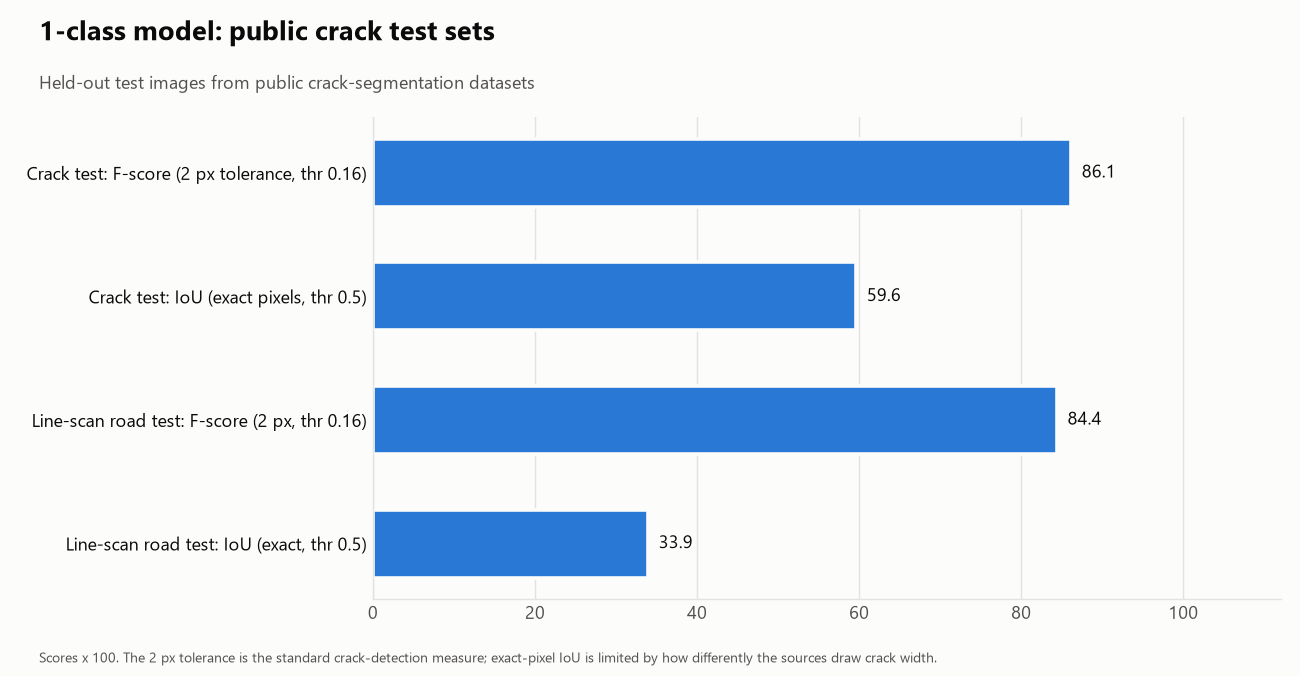 1-class model: public crack test sets
Held-out test images from public crack-segmentation datasets
Crack test: F-score (2 px tolerance, thr 0.16)
86.1
Crack test: IoU (exact pixels, thr 0.5)
59.6
Line-scan road test: F-score (2 px, thr 0.16)
84.4
Line-scan road test: IoU (exact, thr 0.5)
33.9
0 20 40 60 80 100
Scores x 100. The 2 px tolerance is the standard crack-detection measure; exact-pixel IoU is limited by how differently the sources draw crack width.